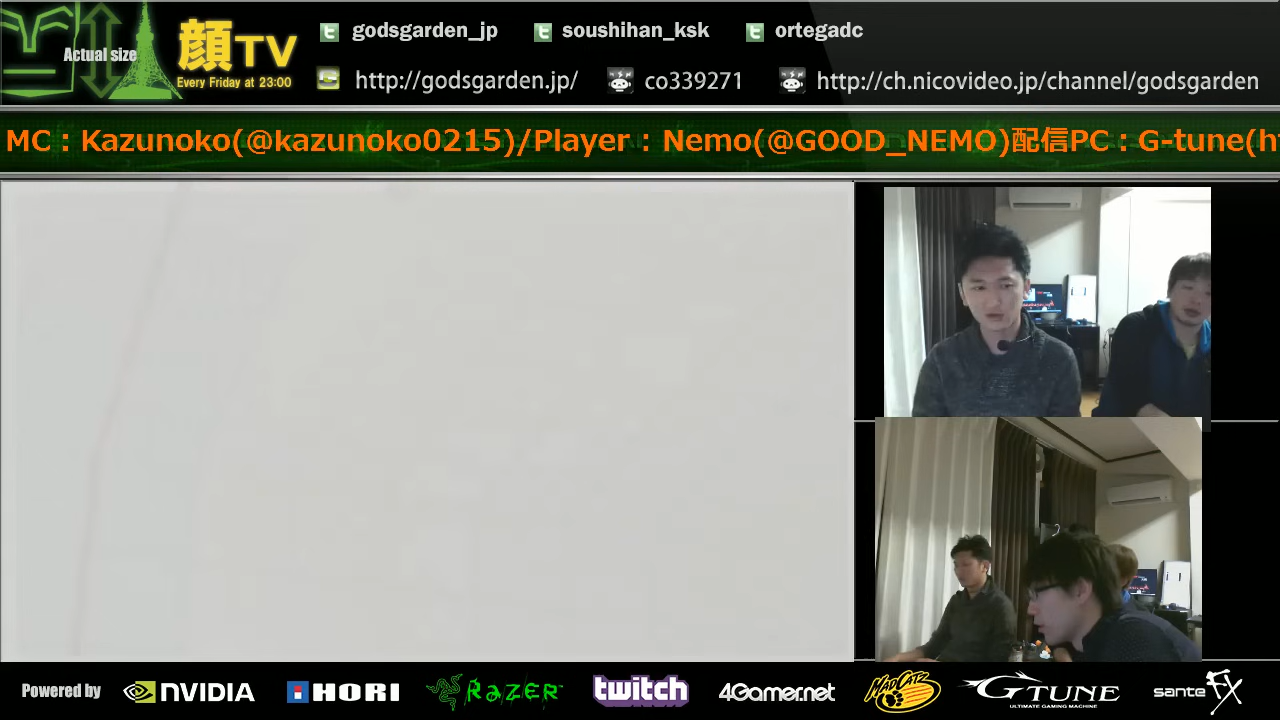 Actual size
顔TV
Every Friday at 23:00
godsgarden_jp soushihan_ksk ortegadc
http://godsgarden.jp/ co339271 http://ch.nicovideo.jp/channel/godsgarden
MC：Kazunoko(@kazunoko0215)/Player：Nemo(@GOOD_NEMO)配信PC：G-tune(h
Powered by NVIDIA HORI RAZER twitch 4Gamer.net MADCATZ G TUNE sante FX
ULTIMATE GAMING MACHINE